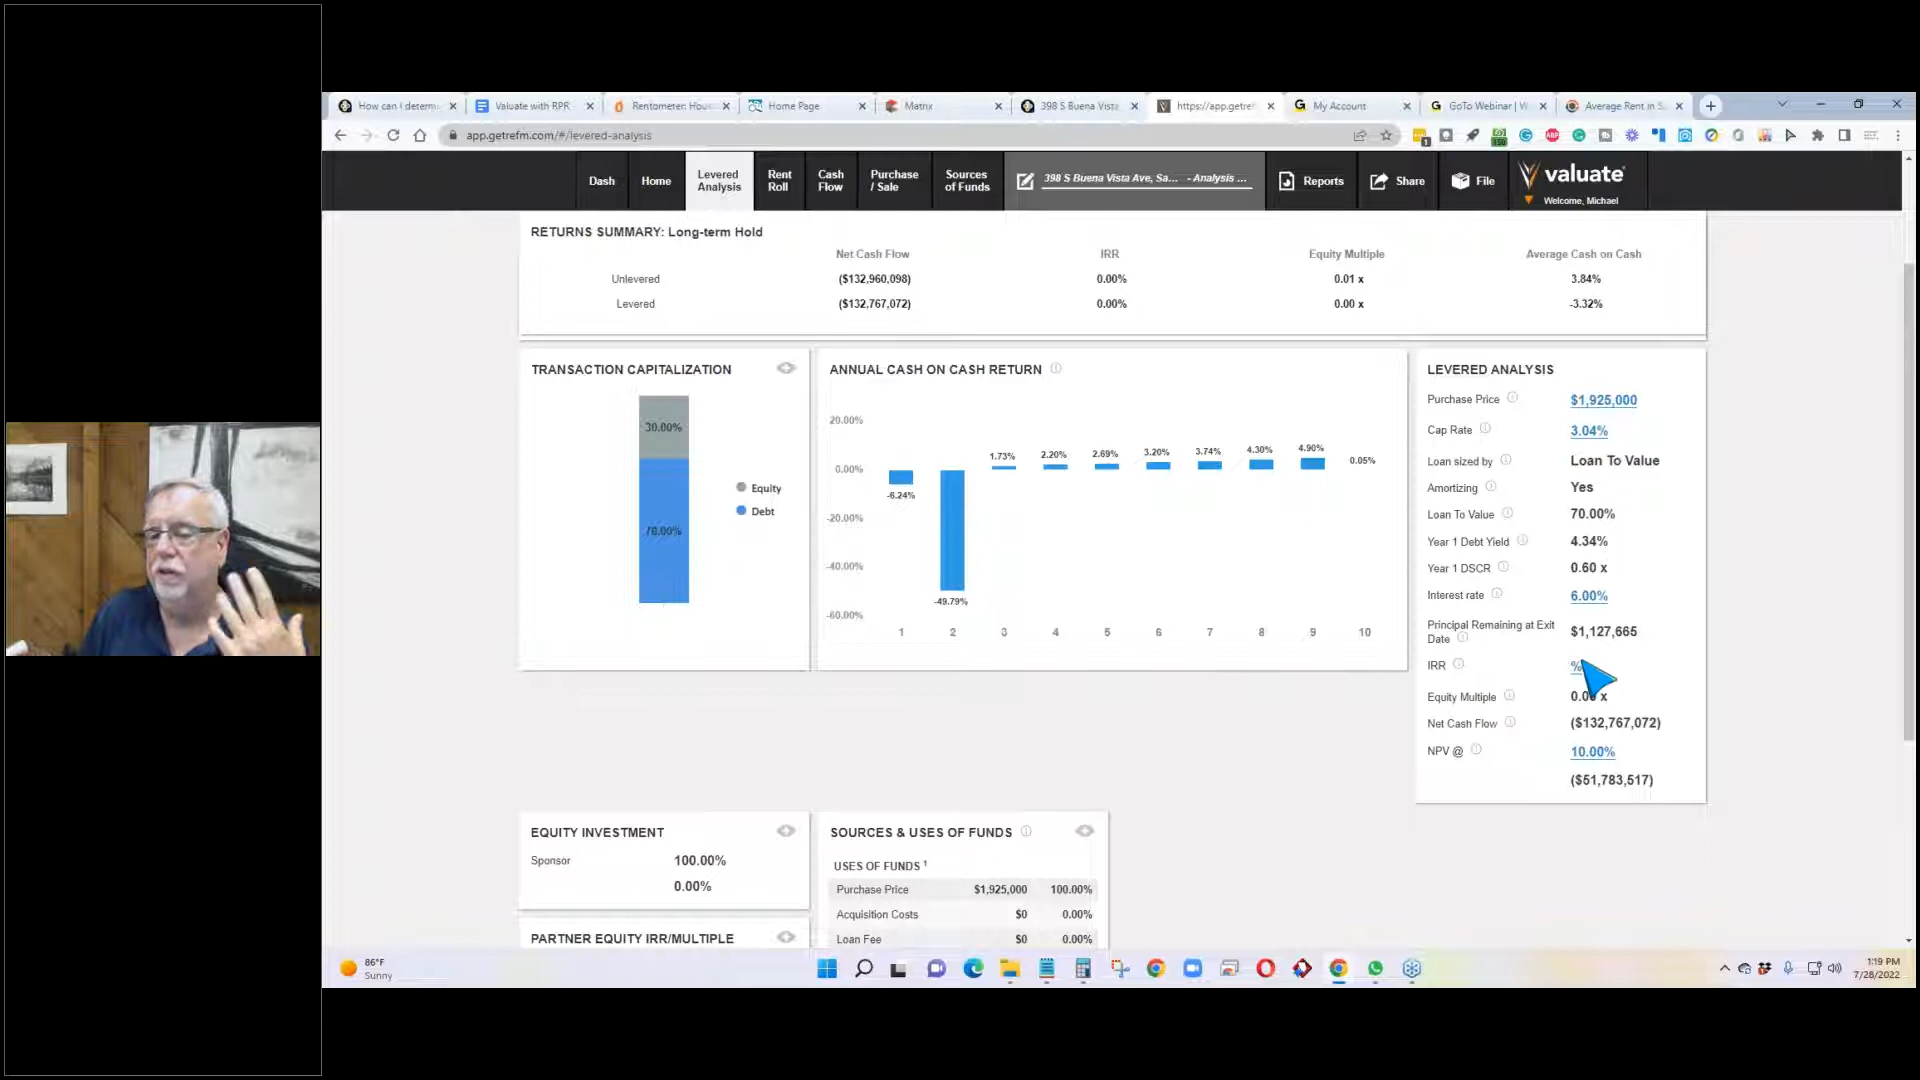 How can I determ
Valuate with RPR
Rentometer: Hous
Home Page
Matrix
398 S Buena Vista
https://app.getref
My Account
GoTo Webinar | W
Average Rent in S
app.getrefm.com/#/levered-analysis
Dash
Home
Levered Analysis
Rent Roll
Cash Flow
Purchase / Sale
Sources of Funds
398 S Buena Vista Ave, Sa... - Analysis ...
Reports
Share
File
valuate
Welcome, Michael
RETURNS SUMMARY: Long-term Hold
Net Cash Flow IRR Equity Multiple Average Cash on Cash
Unlevered ($132,960,098) 0.00% 0.01 x 3.84%
Levered ($132,767,072) 0.00% 0.00 x -3.32%
TRANSACTION CAPITALIZATION
30.00%
70.00%
Equity
Debt
ANNUAL CASH ON CASH RETURN
20.00%
0.00%
-20.00%
-40.00%
-60.00%
-6.24%
-49.79%
1.73%
2.20%
2.69%
3.20%
3.74%
4.30%
4.90%
0.05%
1 2 3 4 5 6 7 8 9 10
LEVERED ANALYSIS
Purchase Price $1,925,000
Cap Rate 3.04%
Loan sized by Loan To Value
Amortizing Yes
Loan To Value 70.00%
Year 1 Debt Yield 4.34%
Year 1 DSCR 0.60 x
Interest rate 6.00%
Principal Remaining at Exit
Date $1,127,665
IRR %
Equity Multiple x
Net Cash Flow ($132,767,072)
NPV @ 10.00%
($51,783,517)
EQUITY INVESTMENT
Sponsor 100.00%
0.00%
PARTNER EQUITY IRR/MULTIPLE
SOURCES & USES OF FUNDS
USES OF FUNDS 1
Purchase Price $1,925,000 100.00%
Acquisition Costs $0 0.00%
Loan Fee $0 0.00%
86°F
Sunny
1:19 PM
7/28/2022